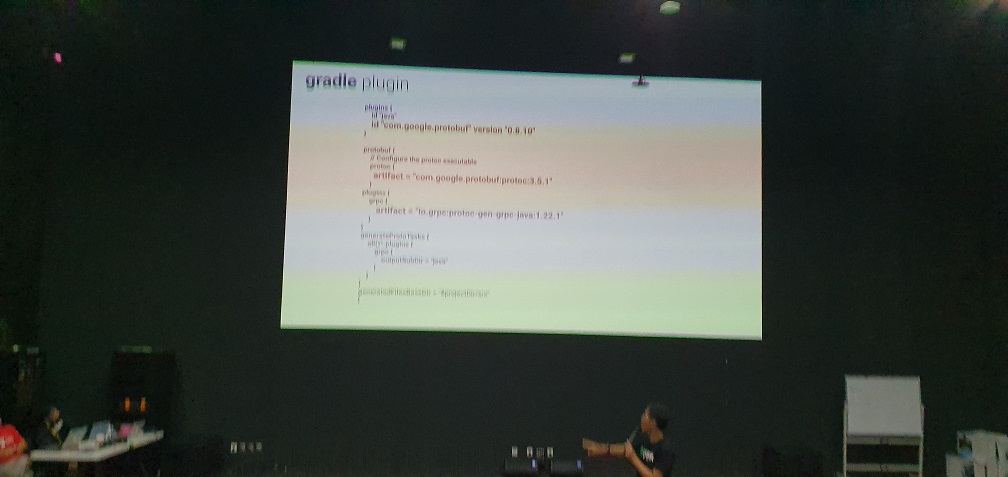 gradle plugin
plugins {
id "java"
id "com.google.protobuf" version "0.8.10"
}
protobuf {
// Configure the protoc executable
protoc {
artifact = "com.google.protobuf:protoc:3.5.1"
}
plugins {
grpc {
artifact = "io.grpc:protoc-gen-grpc-java:1.22.1"
}
}
generateProtoTasks {
all()*.plugins {
grpc {
outputSubDir = "java"
}
}
}
generatedFilesBaseDir =